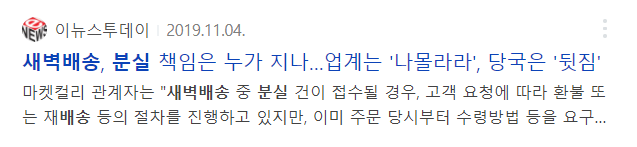 NEWS
이뉴스투데이 2019.11.04.
새벽배송, 분실 책임은 누가 지나...업계는 '나몰라라', 당국은 '뒷짐'
마켓컬리 관계자는 "새벽배송 중 분실 건이 접수될 경우, 고객 요청에 따라 환불 또
는 재배송 등의 절차를 진행하고 있지만, 이미 주문 당시부터 수령방법 등을 요구...